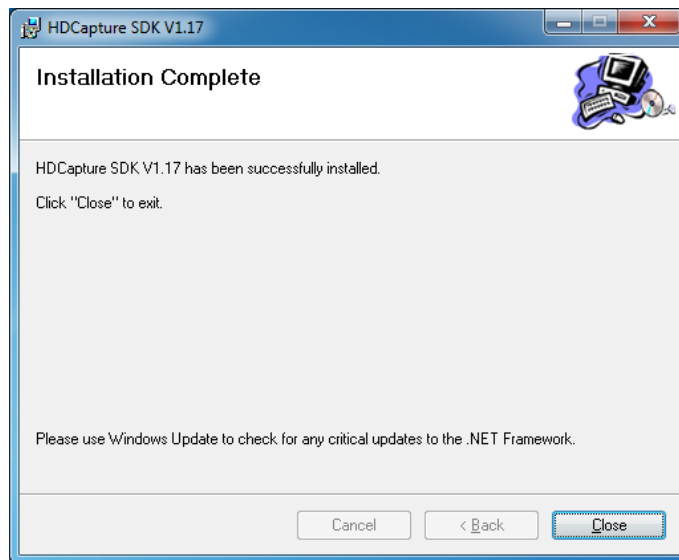 HDCapture SDK V1.17
Installation Complete
HDCapture SDK V1.17 has been successfully installed.
Click "Close" to exit.
Please use Windows Update to check for any critical updates to the .NET Framework.
Cancel < Back Close